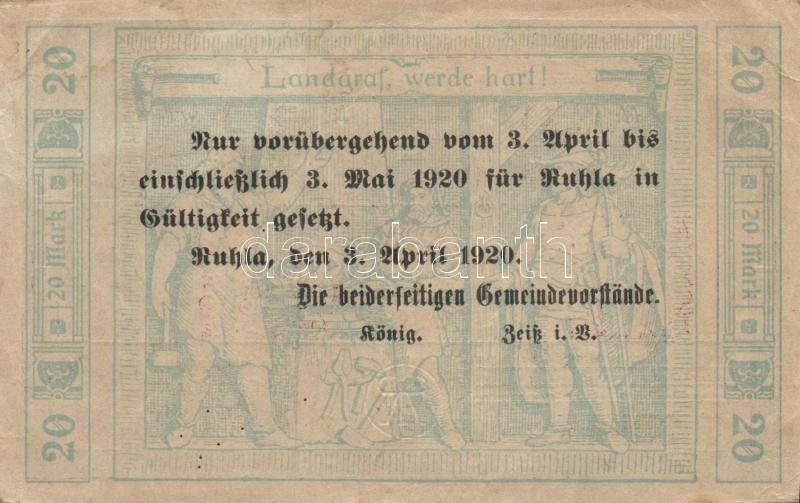 20
20
Landgraf, werde hart!
Nur vorübergehend vom 3. April bis
einschließlich 3. Mai 1920 für Ruhla in
Gültigkeit gesetzt.
Ruhla, den 3. April 1920.
Die beiderseitigen Gemeindevorstände.
König. Zeiß i. V.
20 Mark
20 Mark
20
20
darabanth